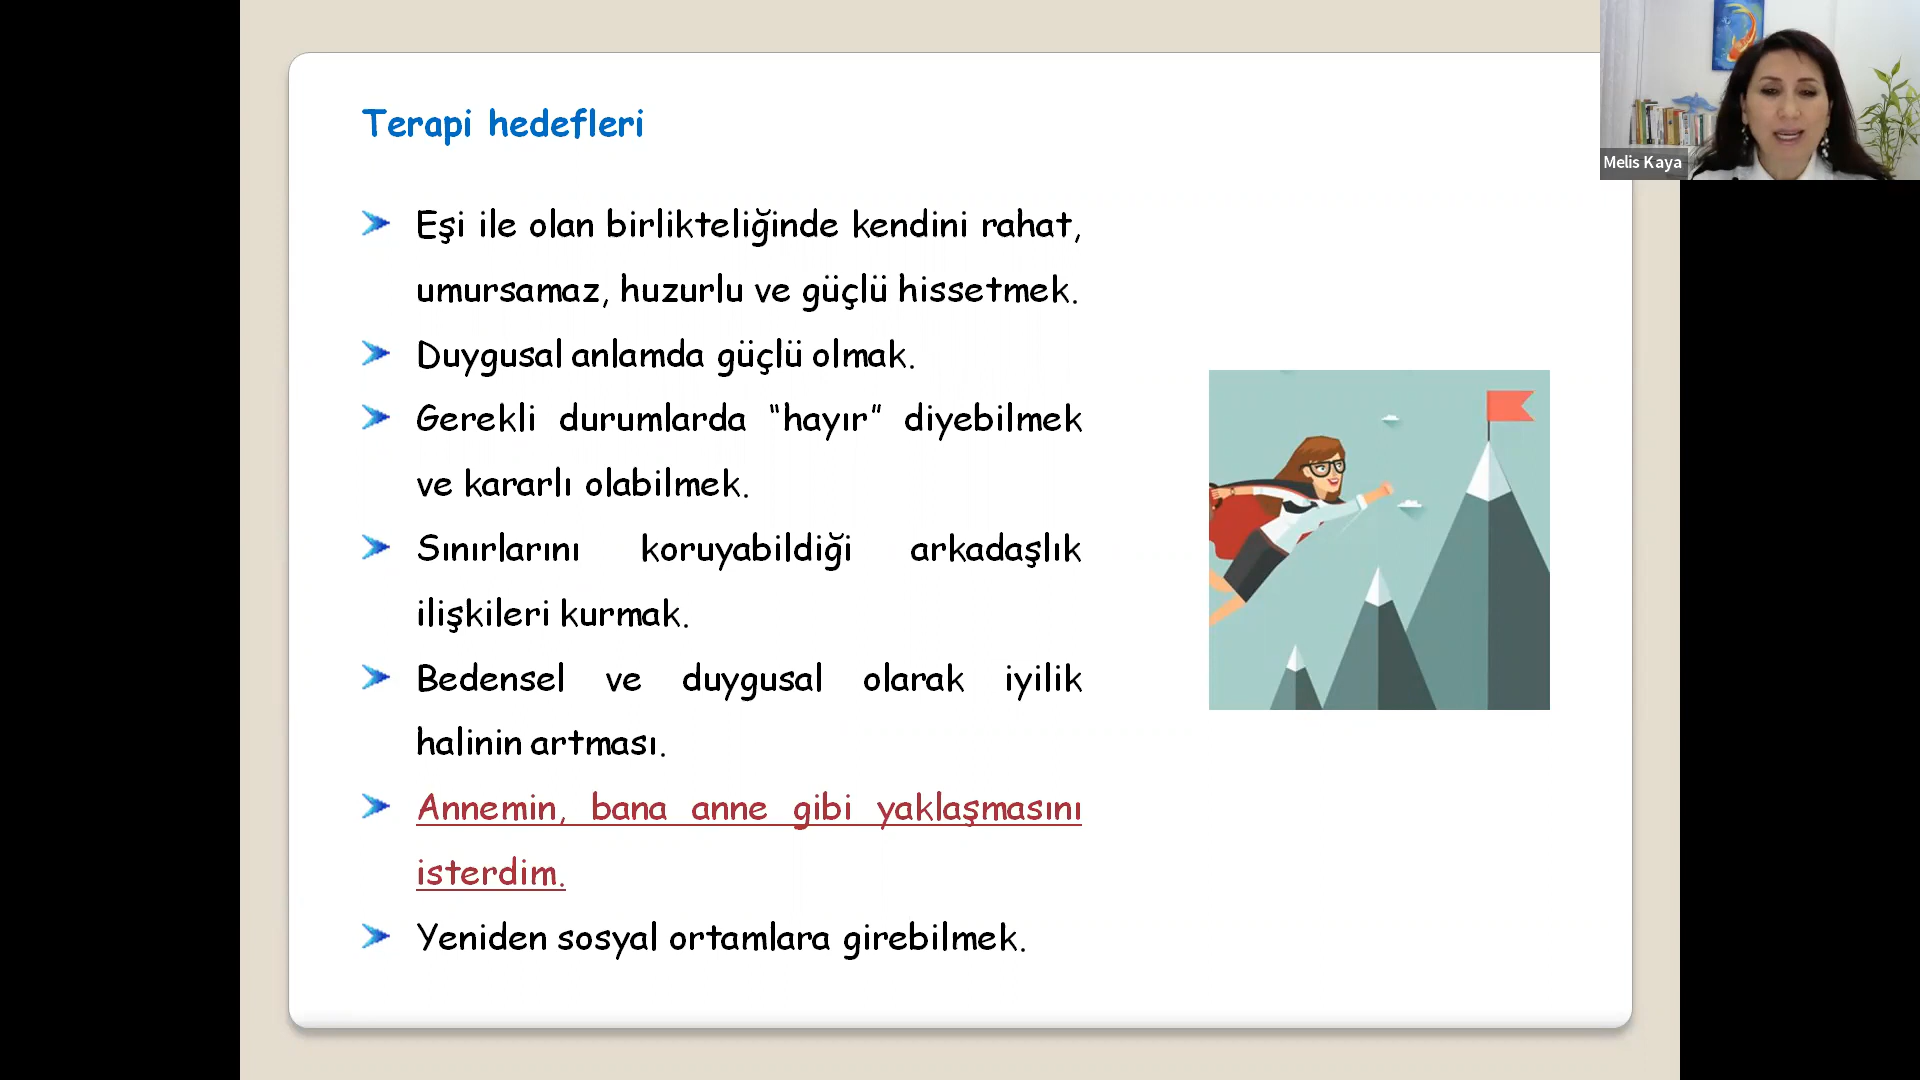 Terapi hedefleri
Eşi ile olan birlikteliğinde kendini rahat,
umursamaz, huzurlu ve güçlü hissetmek.
Duygusal anlamda güçlü olmak.
Gerekli durumlarda “hayır” diyebilmek
ve kararlı olabilmek.
Sınırlarını koruyabildiği arkadaşlık
ilişkileri kurmak.
Bedensel ve duygusal olarak iyilik
halinin artması.
Annemin, bana anne gibi yaklaşmasını
isterdim.
Yeniden sosyal ortamlara girebilmek.
Melis Kaya